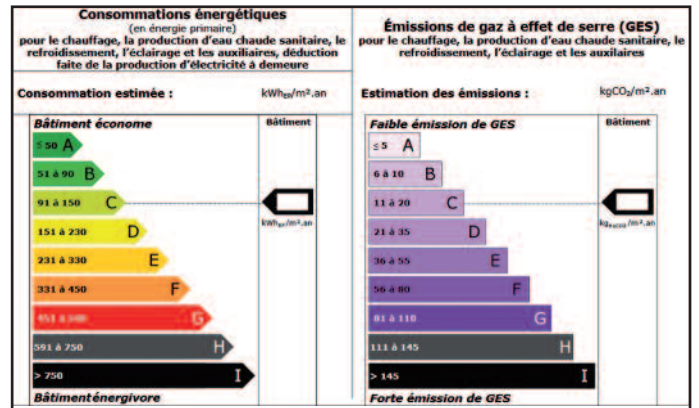 Consommations énergétiques
(en énergie primaire)
pour le chauffage, la production d'eau chaude sanitaire, le
refroidissement, l'éclairage et les auxiliaires, déduction
faite de la production d'électricité à demeure
Consommation estimée : kWhEP/m².an
Bâtiment économe Bâtiment
≤ 50 A
51 à 90 B
91 à 150 C
kWhEP/m².an
151 à 230 D
231 à 330 E
331 à 450 F
G
591 à 750 H
> 750 I
Bâtiment énergivore
Émissions de gaz à effet de serre (GES)
pour le chauffage, la production d'eau chaude sanitaire, le
refroidissement, l'éclairage et les auxilaires
Estimation des émissions : kgCO₂/m².an
Faible émission de GES Bâtiment
≤ 5 A
6 à 10 B
11 à 20 C
21 à 35 D
36 à 55 E
56 à 80 F
81 à 110 G
111 à 145 H
> 145 I
Forte émission de GES